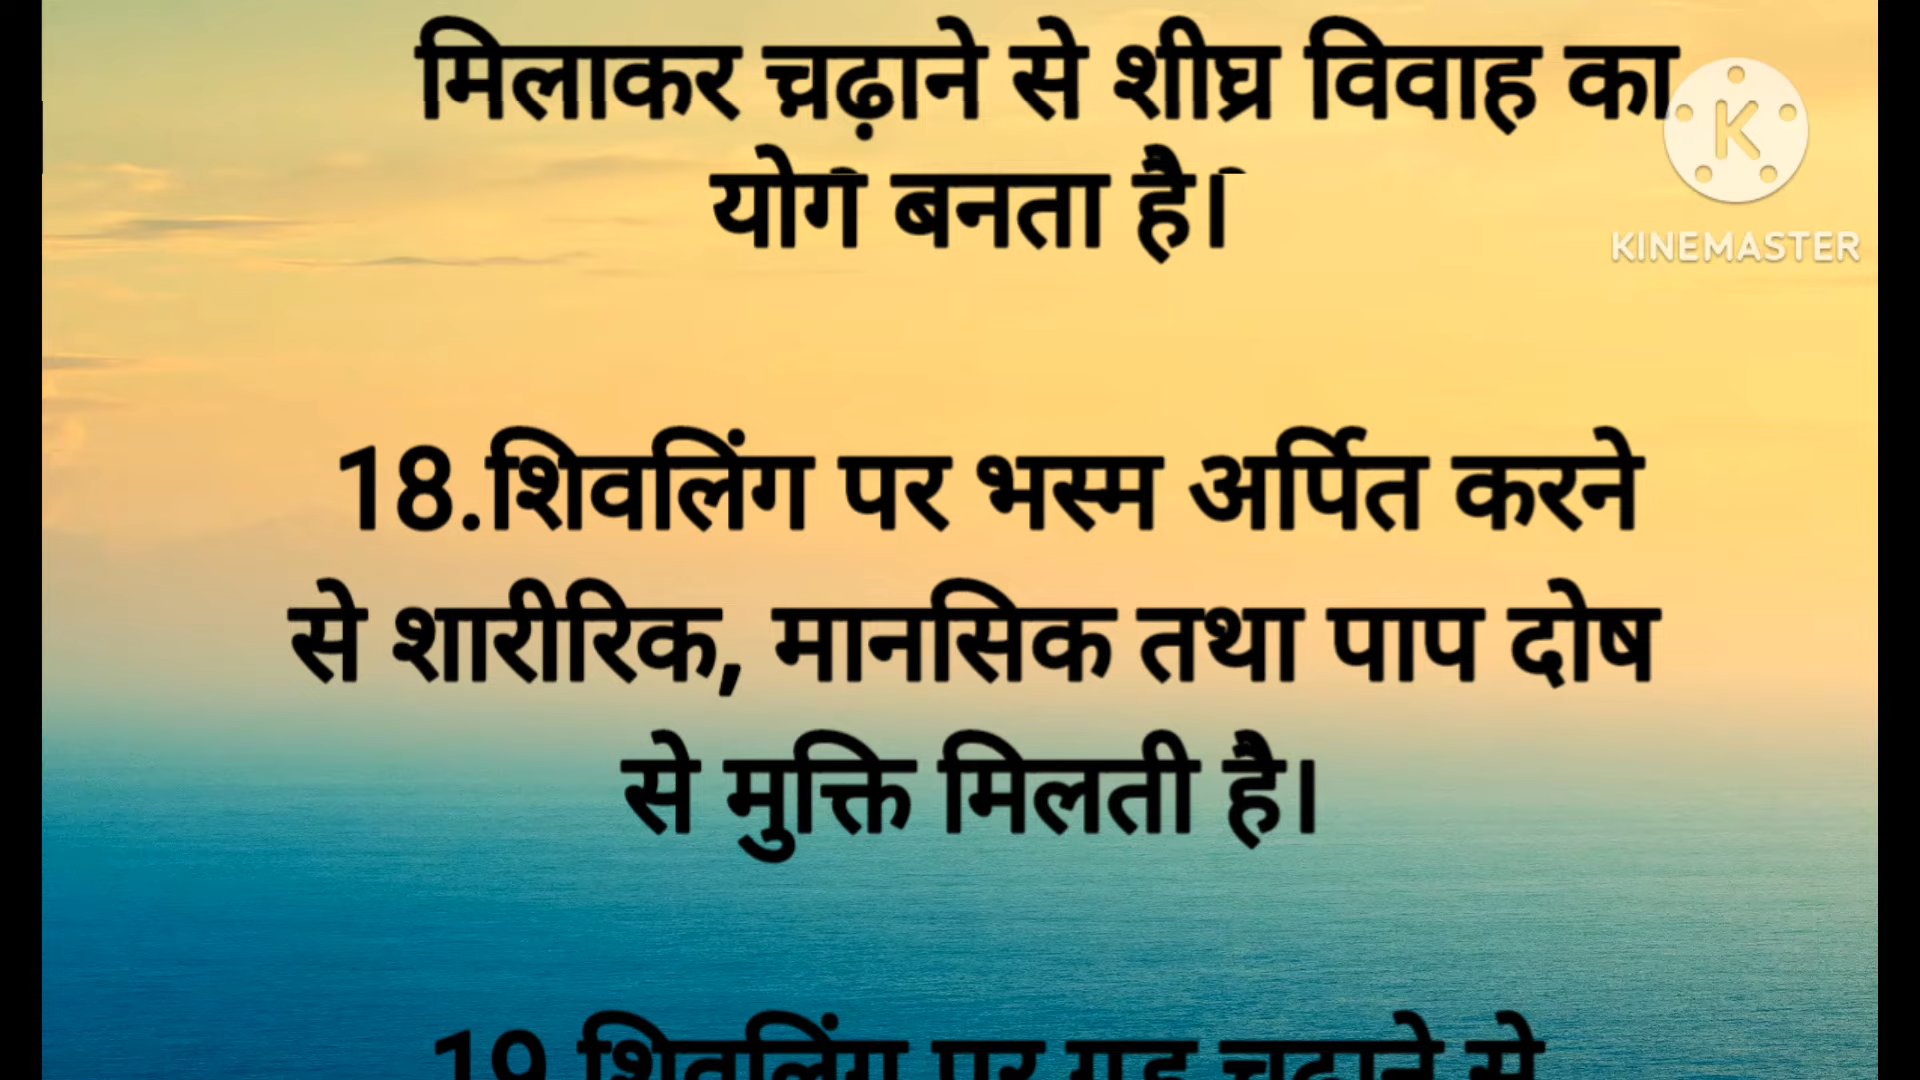 मिलाकर चढ़ाने से शीघ्र विवाह का
योग बनता है।
KINEMASTER
18.शिवलिंग पर भस्म अर्पित करने
से शारीरिक, मानसिक तथा पाप दोष
से मुक्ति मिलती है।
19.शिवलिंग पर गुड़ चढ़ाने से